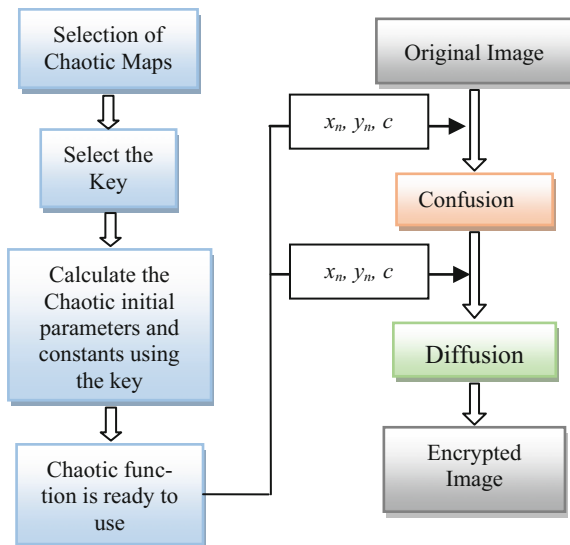 Selection of
Chaotic Maps
Select the
Key
Calculate the
Chaotic initial
parameters and
constants using
the key
Chaotic func-
tion is ready to
use
Original Image
xn, yn, c
Confusion
xn, yn, c
Diffusion
Encrypted
Image